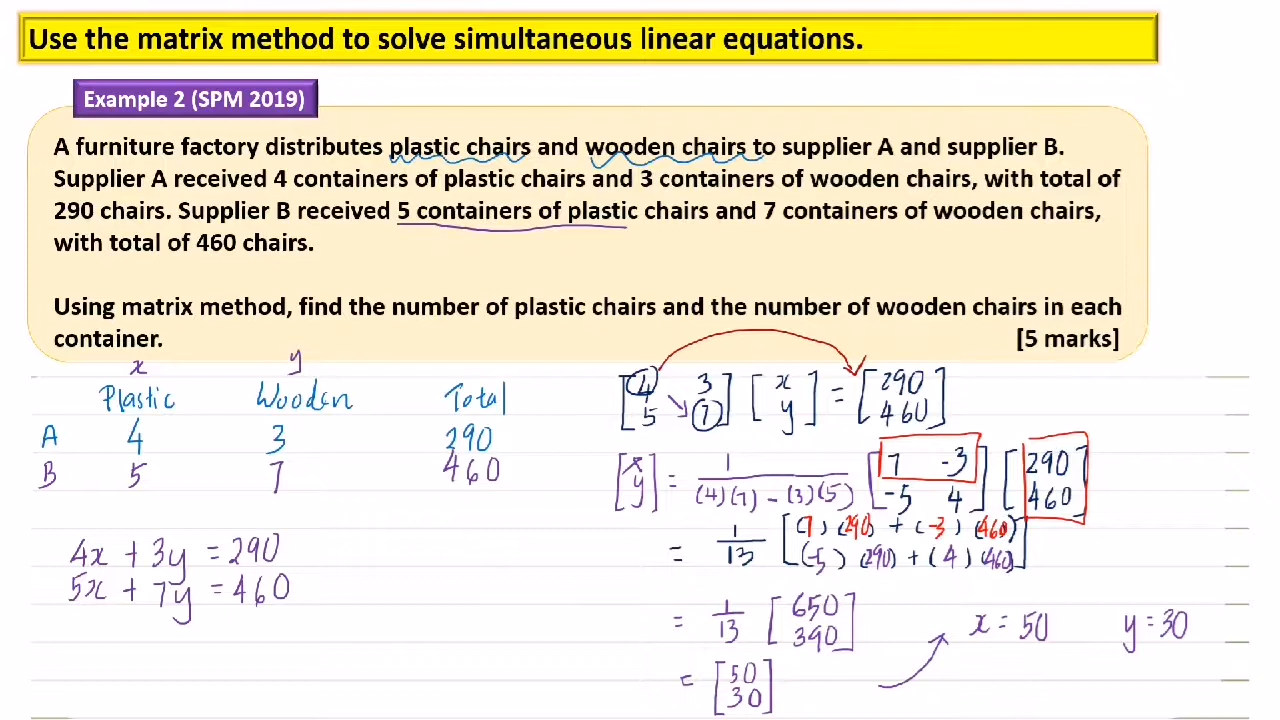 Use the matrix method to solve simultaneous linear equations.
Example 2 (SPM 2019)
A furniture factory distributes plastic chairs and wooden chairs to supplier A and supplier B.
Supplier A received 4 containers of plastic chairs and 3 containers of wooden chairs, with total of
290 chairs. Supplier B received 5 containers of plastic chairs and 7 containers of wooden chairs,
with total of 460 chairs.
Using matrix method, find the number of plastic chairs and the number of wooden chairs in each
container. [5 marks]
x y
Plastic Wooden Total
A 4 3 290
B 5 7 460
4x + 3y = 290
5x + 7y = 460
[4 3] [x] = [290]
[5 7] [y] [460]
[x] = 1 [7 -3] [290]
[y] (4)(7) - (3)(5) [-5 4] [460]
= 1 [(7)(290) + (-3)(460)]
13 [(-5)(290) + (4)(460)]
= 1 [650]
13 [390]
= [50]
[30]
x = 50 y = 30